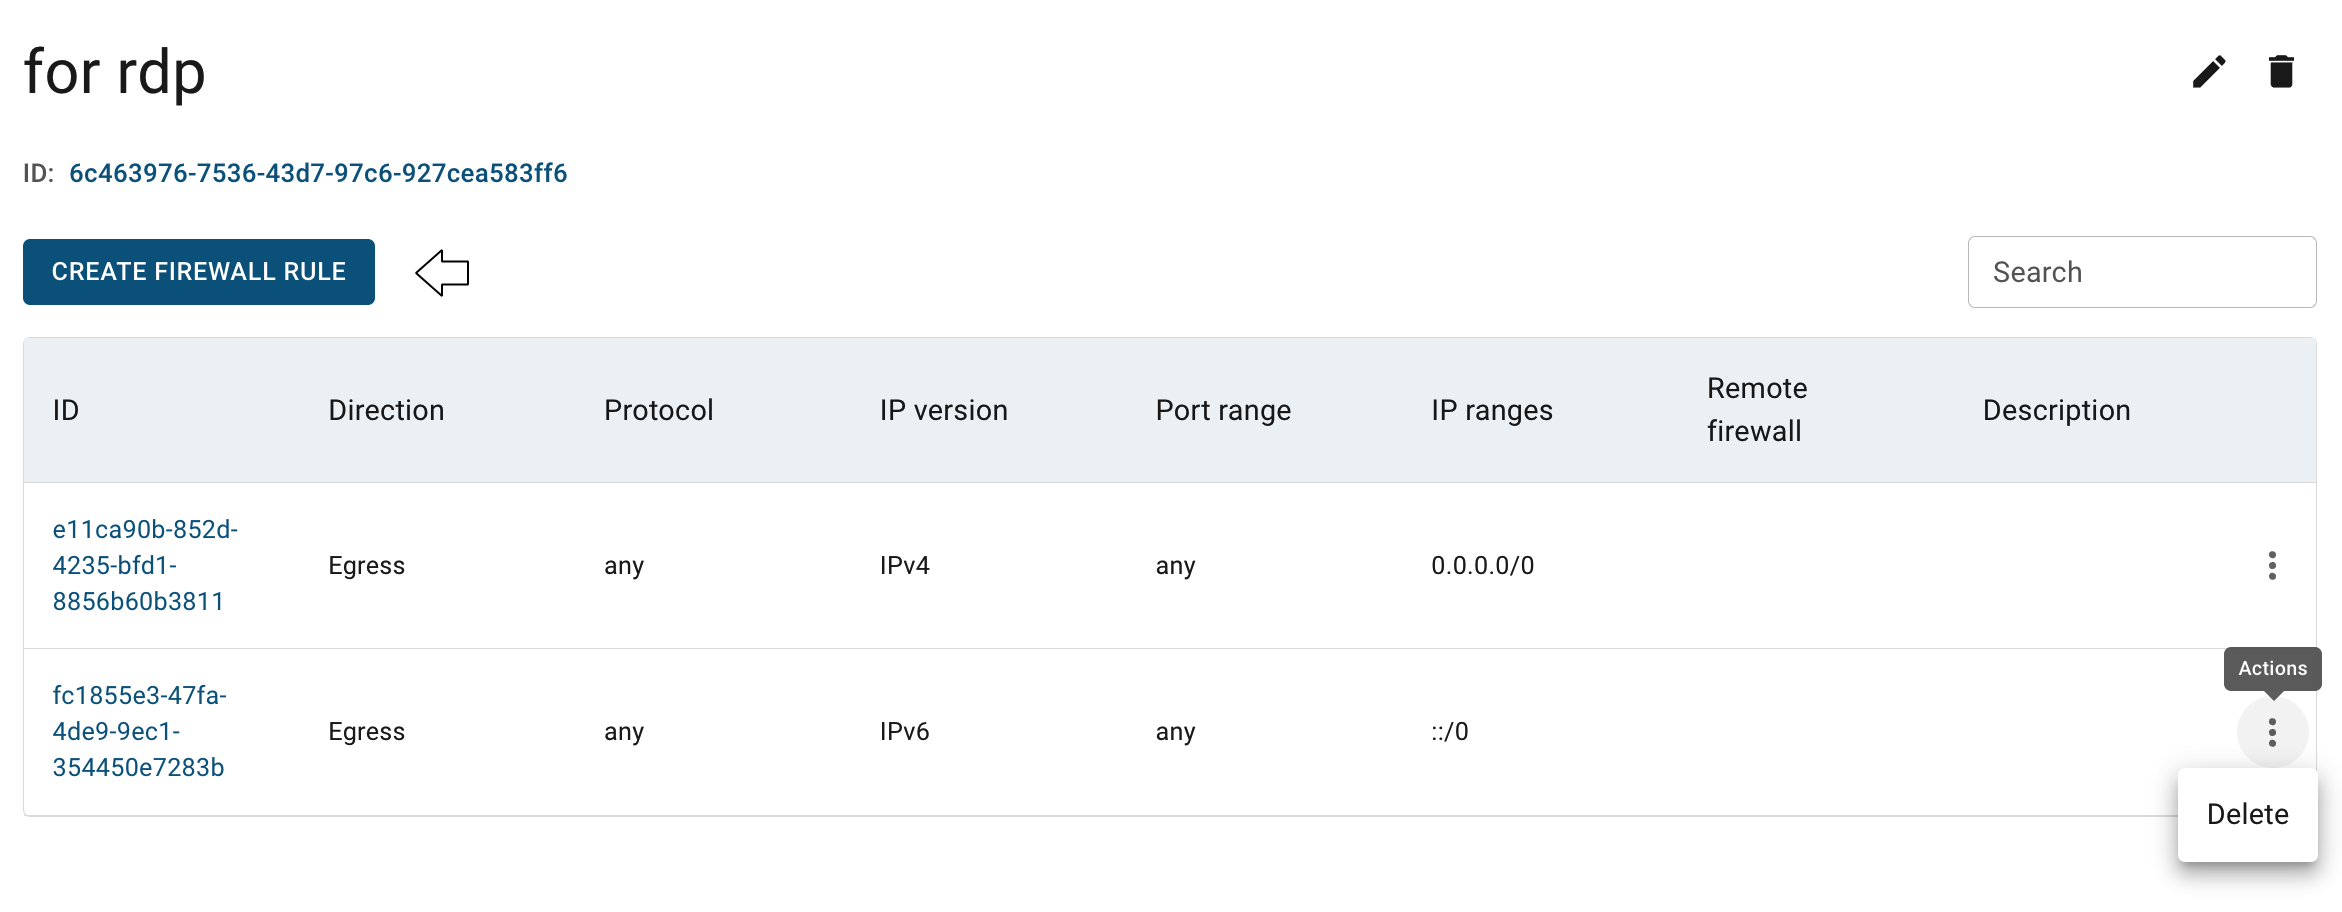 for rdp
ID: 6c463976-7536-43d7-97c6-927cea583ff6
CREATE FIREWALL RULE
Search
ID Direction Protocol IP version Port range IP ranges Remote firewall Description
e11ca90b-852d-
4235-bfd1-
8856b60b3811
Egress any IPv4 any 0.0.0.0/0
Actions
fc1855e3-47fa-
4de9-9ec1-
354450e7283b
Egress any IPv6 any ::/0
Delete